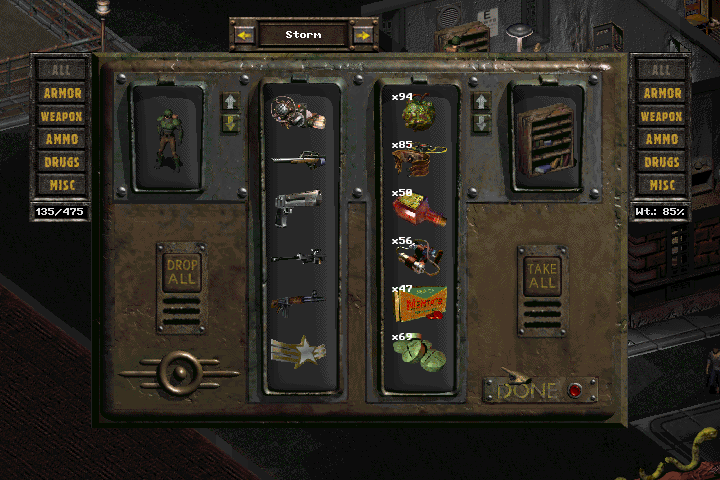 Storm
E
ALL
ARMOR
WEAPON
AMMO
DRUGS
MISC
135/475
DROP
ALL
x94
x85
x50
x56
x47
x69
TAKE
ALL
DONE
ALL
ARMOR
WEAPON
AMMO
DRUGS
MISC
Wt.: 85%